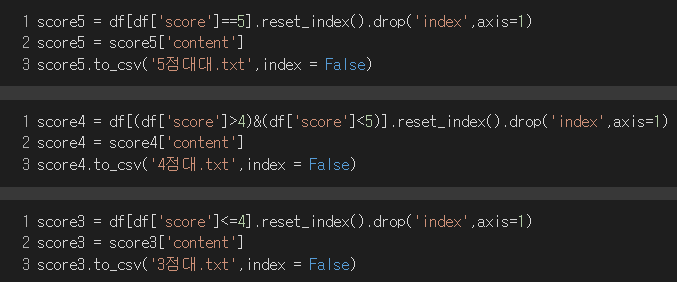 1 score5 = df[df['score']==5].reset_index().drop('index',axis=1)
2 score5 = score5['content']
3 score5.to_csv('5점대대.txt',index = False)
1 score4 = df[(df['score']>4)&(df['score']<5)].reset_index().drop('index',axis=1)
2 score4 = score4['content']
3 score4.to_csv('4점대.txt',index = False)
1 score3 = df[df['score']<=4].reset_index().drop('index',axis=1)
2 score3 = score3['content']
3 score3.to_csv('3점대.txt',index = False)